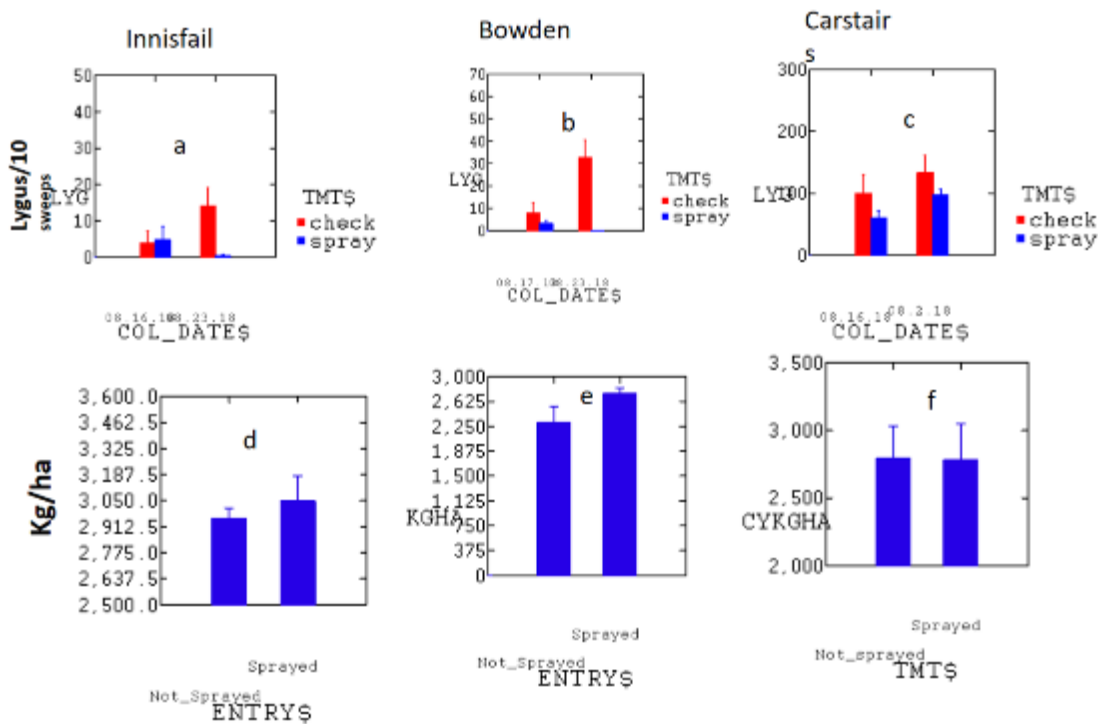 Innisfail
Bowden
Carstair
s
Lygus/10
sweeps
50
40
30
20
10
0
LYG
a
TMT$
check
spray
08.16.18
08.23.18
COL_DATE$
70
60
50
40
30
20
10
0
LYG
b
TMT$
check
spray
08.17.18
08.23.18
COL_DATE$
300
200
100
0
LYG
c
TMT$
check
spray
08.16.18
08.2.18
COL_DATE$
Kg/ha
3,600.0
3,462.5
3,325.0
3,187.5
3,050.0
2,912.5
2,775.0
2,637.5
2,500.0
d
Sprayed
Not_Sprayed
ENTRY$
3,000
2,625
2,250
1,875
1,500
1,125
750
375
0
KGHA
e
Sprayed
Not_Sprayed
ENTRY$
3,500
3,000
2,500
2,000
CYKGHA
f
Sprayed
Not_sprayed
TMT$